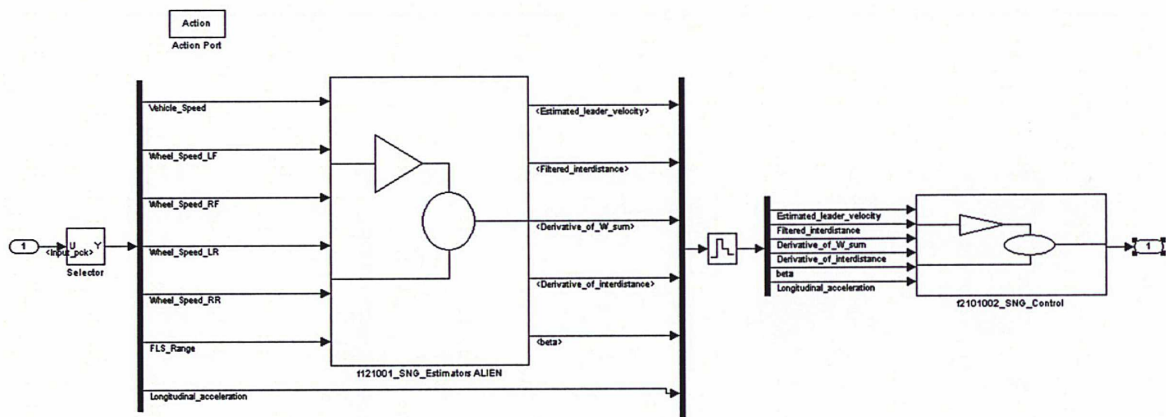 Action
Action Port
Vehicle_Speed
Wheel_Speed_LF
Wheel_Speed_RF
Wheel_Speed_LR
Wheel_Speed_RR
FLS_Range
Longitudinal_acceleration
1
<Input_pck>
U Y
Selector
f121001_SNG_Estimators ALIEN
<Estimated_leader_velocity>
<Filtered_interdistance>
<Derivative_of_W_sum>
<Derivative_of_interdistance>
<beta>
Estimated_leader_velocity
Filtered_interdistance
Derivative_of_W_sum
Derivative_of_interdistance
beta
Longitudinal_acceleration
f2101002_SNG_Control
1